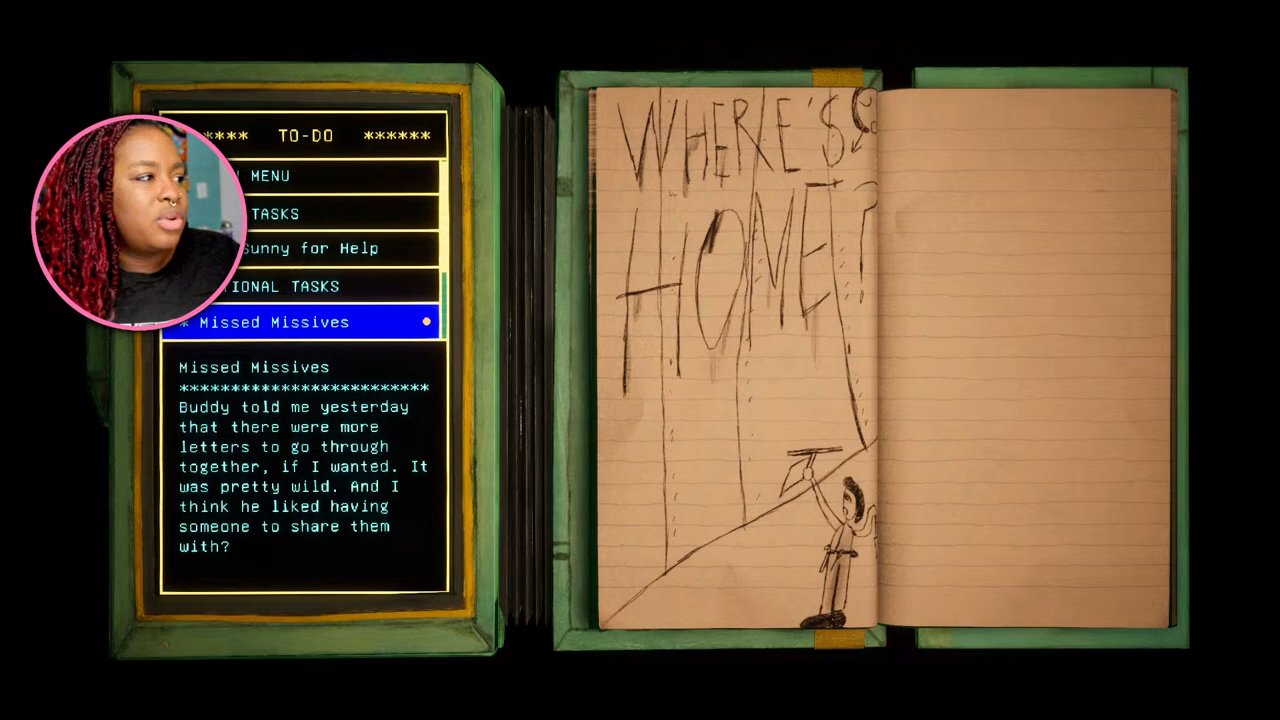 **** TO-DO ******
MENU
TASKS
Sunny for Help
TIONAL TASKS
* Missed Missives
Missed Missives
*************************
Buddy told me yesterday
that there were more
letters to go through
together, if I wanted. It
was pretty wild. And I
think he liked having
someone to share them
with?
WHERE'S
HOME?